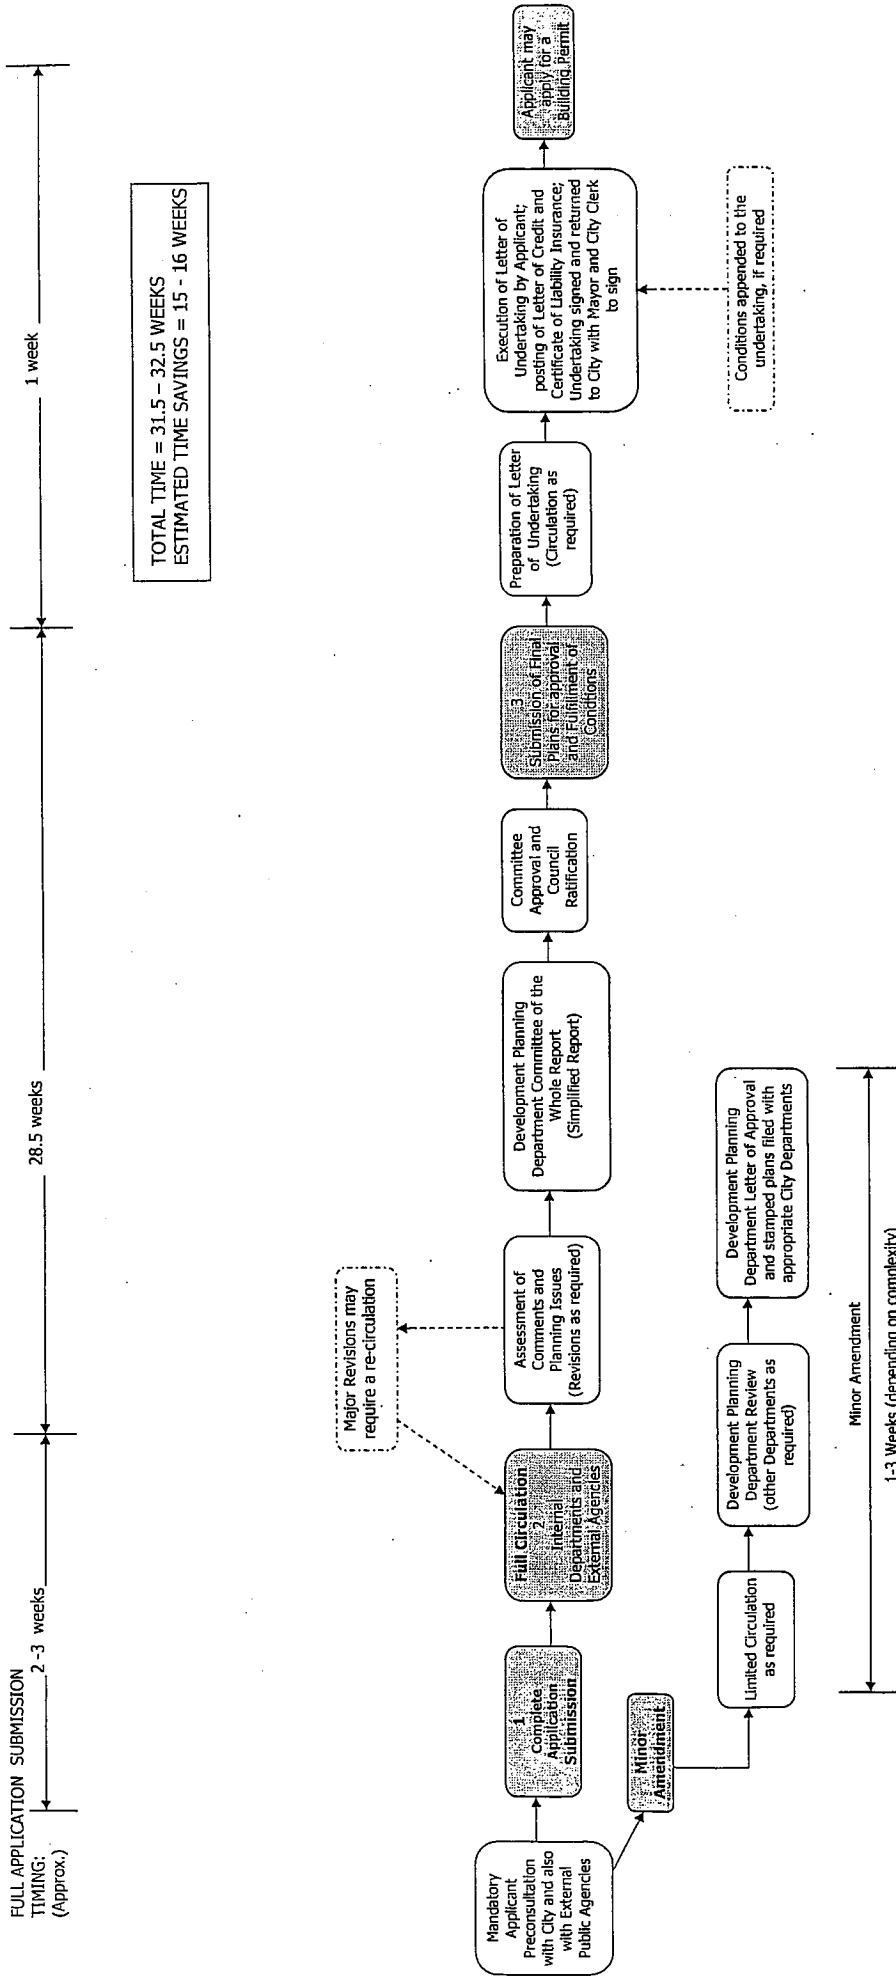 FULL APPLICATION SUBMISSION
TIMING:
(Approx.)
2 -3 weeks
28.5 weeks
1 week
TOTAL TIME = 31.5 – 32.5 WEEKS
ESTIMATED TIME SAVINGS = 15 - 16 WEEKS
Major Revisions may
require a re-circulation
Mandatory
Applicant
Preconsultation
with City and also
with External
Public Agencies
1
Complete
Application
Submission
Full Circulation
2
Internal
Departments and
External Agencies
Assessment of
Comments and
Planning Issues
(Revisions as required)
Development Planning
Department Committee of the
Whole Report
(Simplified Report)
Committee
Approval and
Council
Ratification
3
Submission of Final
Plans for approval
and Fulfillment of
Conditions
Preparation of Letter
of Undertaking
(Circulation as
required)
Execution of Letter of
Undertaking by Applicant;
posting of Letter of Credit and
Certificate of Liability Insurance;
Undertaking signed and returned
to City with Mayor and City Clerk
to sign
Applicant may
apply for a
Building Permit
Conditions appended to the
undertaking, if required
Minor
Amendment
Limited Circulation
as required
Development Planning
Department Review
(other Departments as
required)
Development Planning
Department Letter of Approval
and stamped plans filed with
appropriate City Departments
Minor Amendment
1-3 Weeks (depending on complexity)